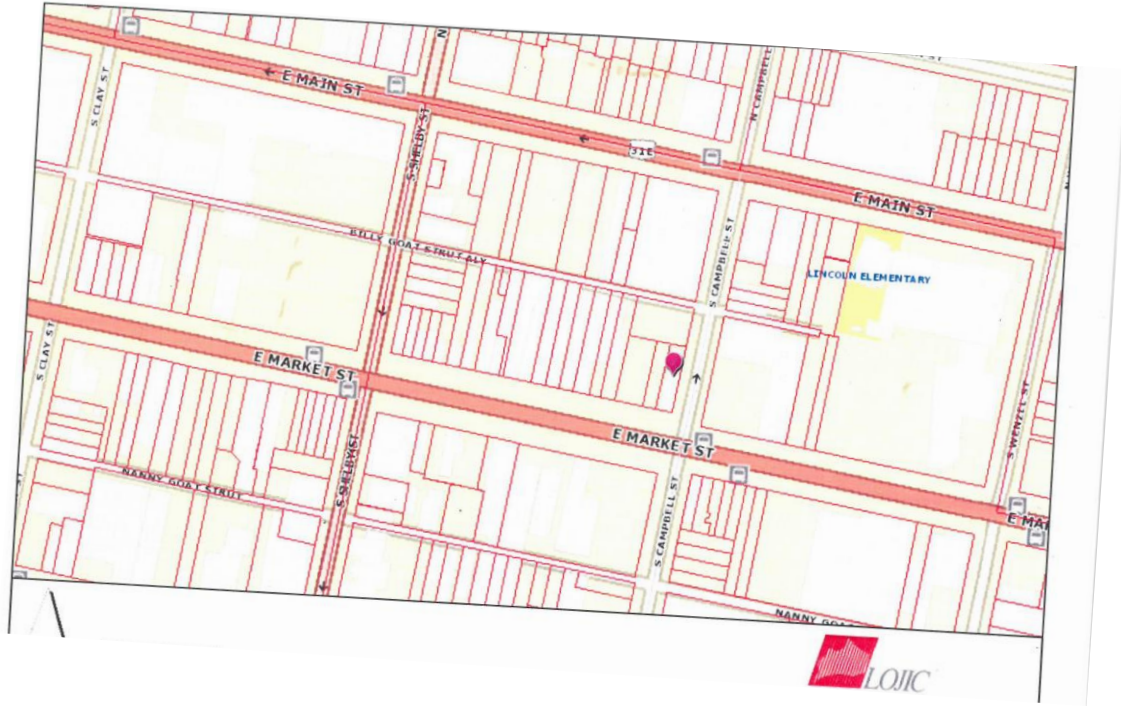 N
E MAIN ST
S CLAY ST
S SHELBY ST
N CAMPBELL
31E
E MAIN ST
BILLY GOAT STRUT ALY
S CAMPBELL ST
LINCOLN ELEMENTARY
S CLAY ST
E MARKET ST
E MARKET ST
S WENZEL ST
S SHELBY ST
NANNY GOAT STRUT
S CAMPBELL ST
E MAR
NANNY GOA
LOJIC